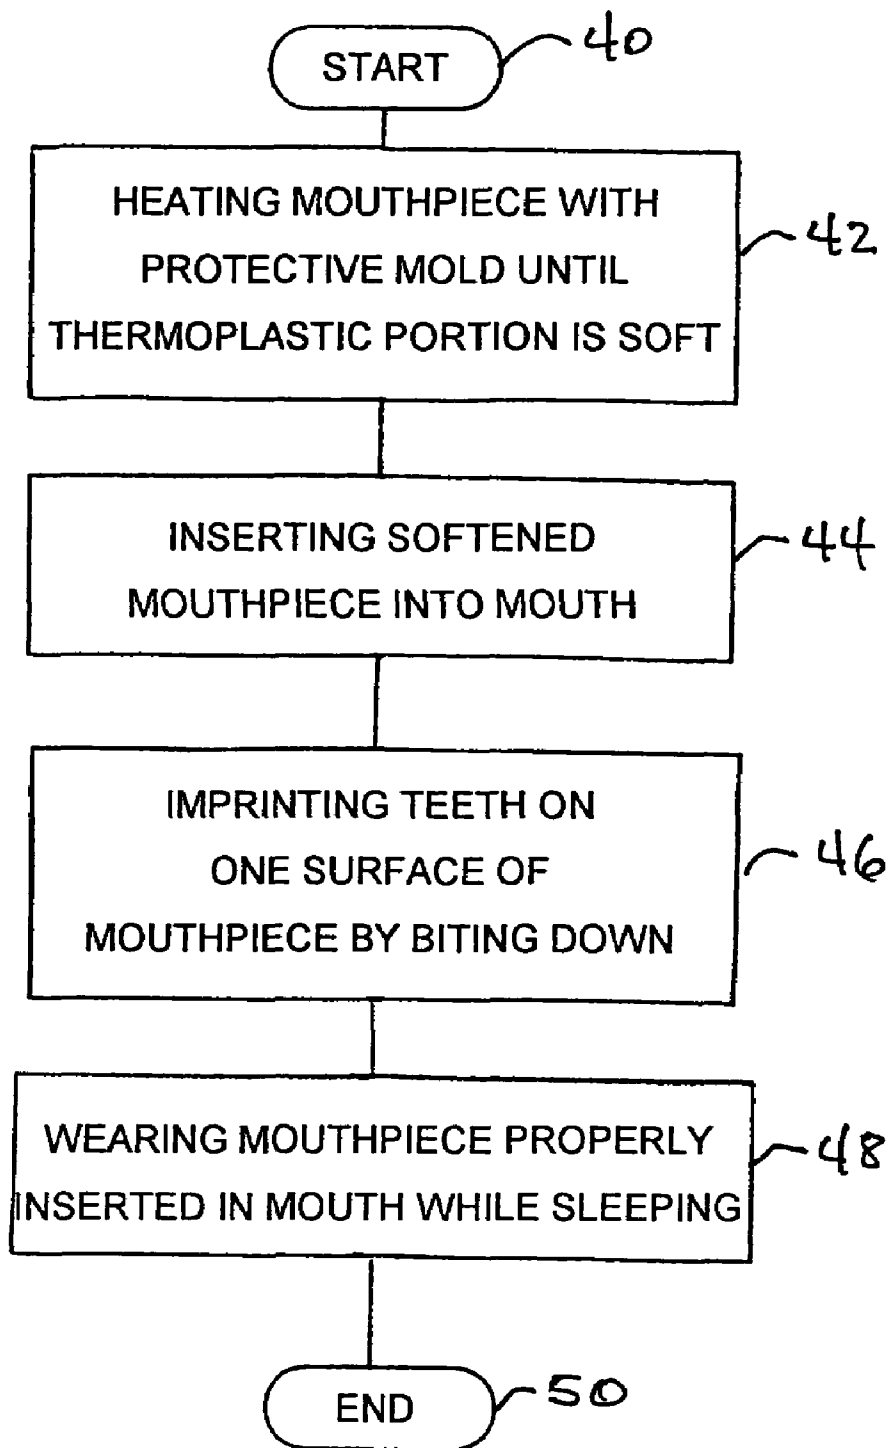 START
40
HEATING MOUTHPIECE WITH
PROTECTIVE MOLD UNTIL
THERMOPLASTIC PORTION IS SOFT
42
INSERTING SOFTENED
MOUTHPIECE INTO MOUTH
44
IMPRINTING TEETH ON
ONE SURFACE OF
MOUTHPIECE BY BITING DOWN
46
WEARING MOUTHPIECE PROPERLY
INSERTED IN MOUTH WHILE SLEEPING
48
END
50